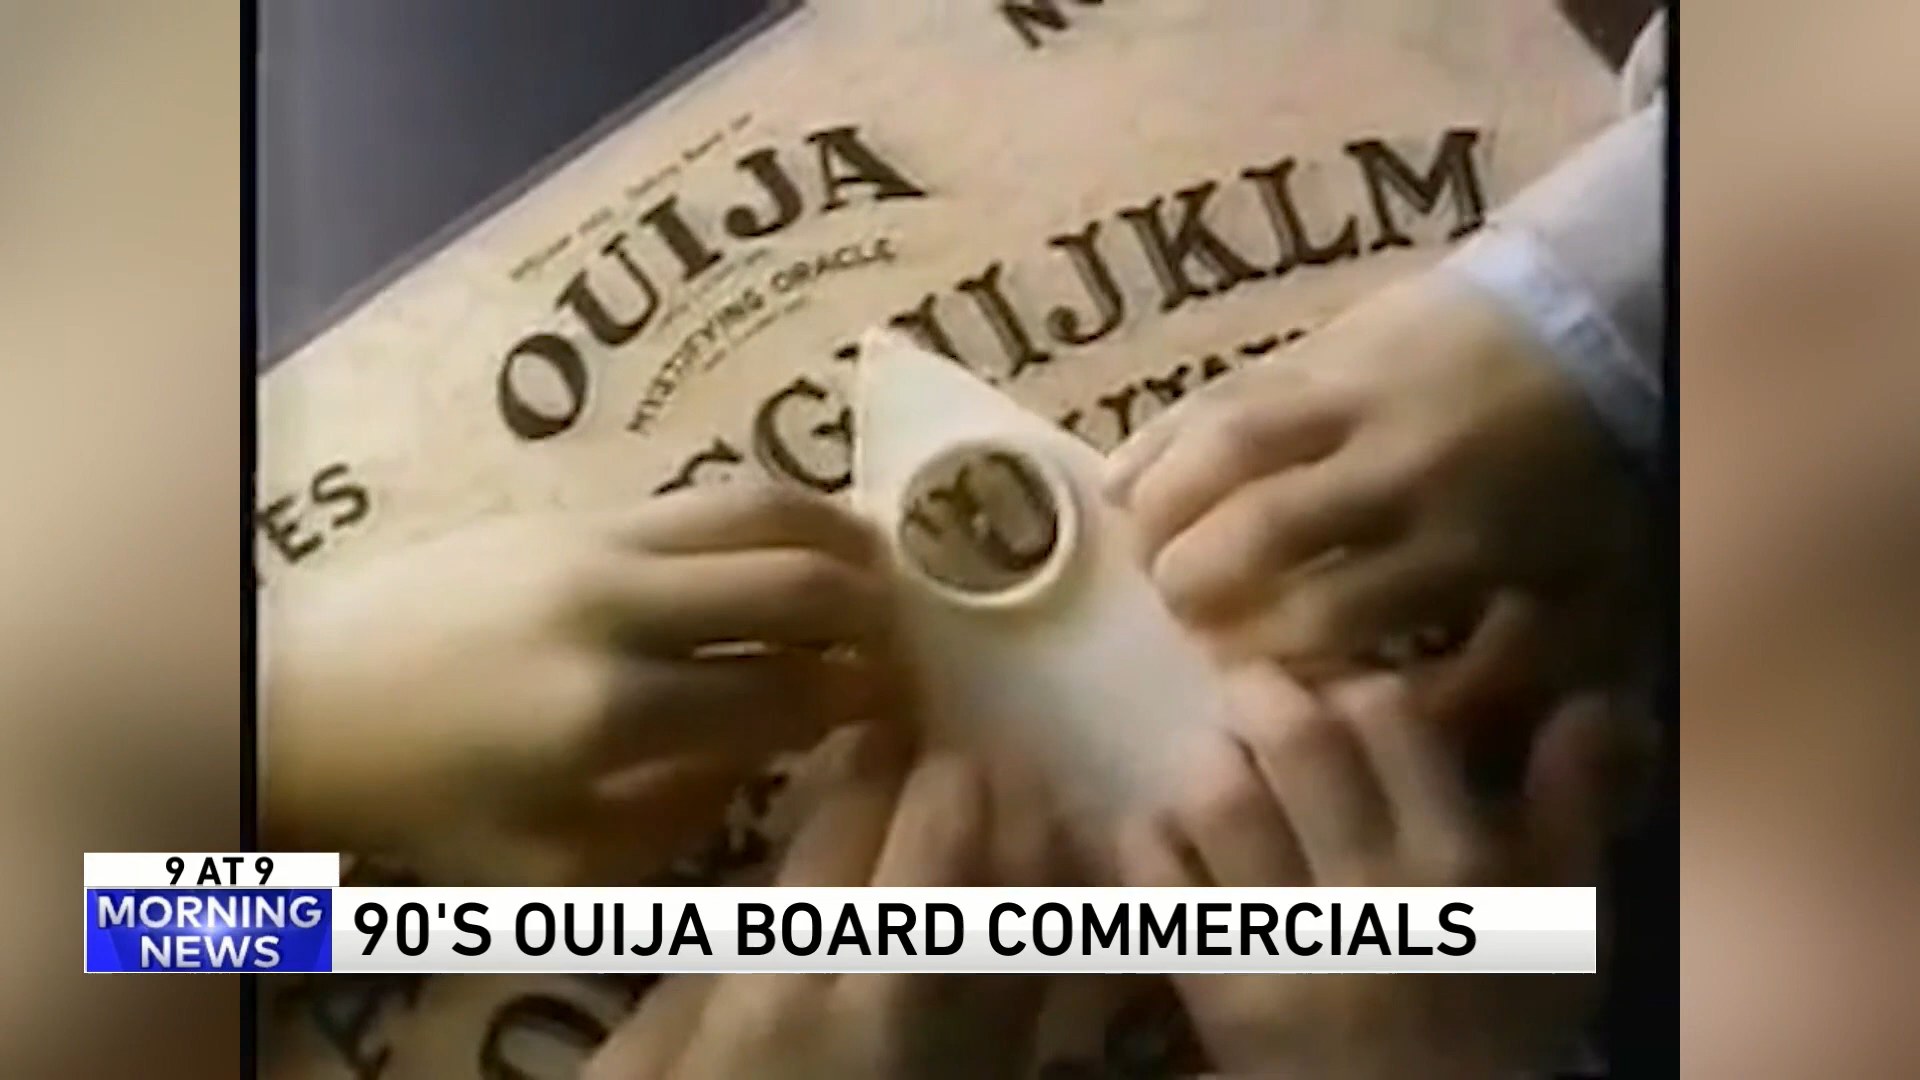 OUIJA
MYSTIFYING ORACLE
GHIJKLM
ES
9 AT 9
MORNING
NEWS
90'S OUIJA BOARD COMMERCIALS